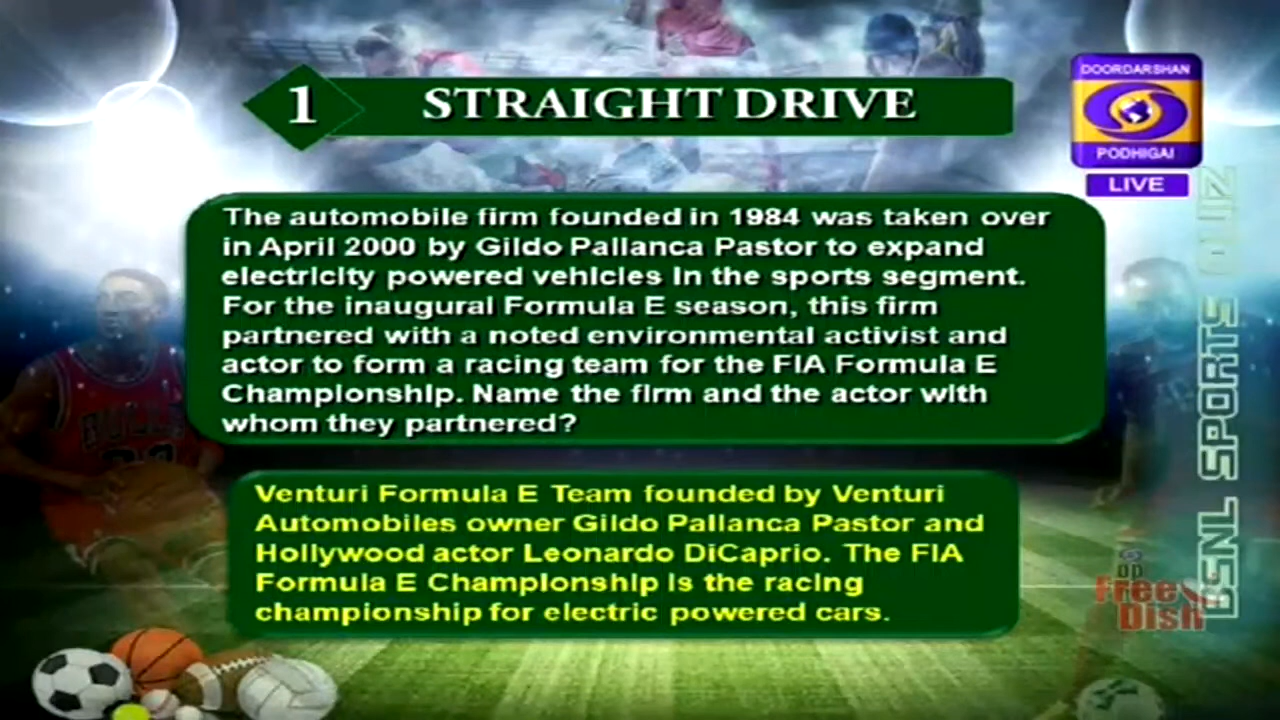 1 STRAIGHT DRIVE
DOORDARSHAN
PODHIGAI
LIVE
The automobile firm founded in 1984 was taken over
in April 2000 by Gildo Pallanca Pastor to expand
electricity powered vehicles in the sports segment.
For the inaugural Formula E season, this firm
partnered with a noted environmental activist and
actor to form a racing team for the FIA Formula E
Championship. Name the firm and the actor with
whom they partnered?
Venturi Formula E Team founded by Venturi
Automobiles owner Gildo Pallanca Pastor and
Hollywood actor Leonardo DiCaprio. The FIA
Formula E Championship is the racing
championship for electric powered cars.
BSNL SPORTS QUIZ
BULLS
Free
Dish